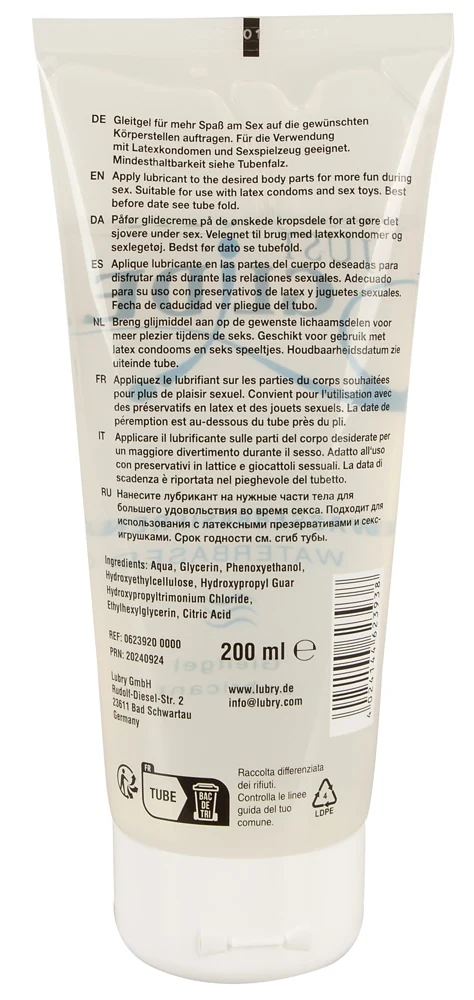 DE Gleitgel für mehr Spaß am Sex auf die gewünschten
Körperstellen auftragen. Für die Verwendung
mit Latexkondomen und Sexspielzeug geeignet.
Mindesthaltbarkeit siehe Tubenfalz.
EN Apply lubricant to the desired body parts for more fun during
sex. Suitable for use with latex condoms and sex toys. Best
before date see tube fold.
DA Påfør glidecreme på de ønskede kropsdele for at gøre det
sjovere under sex. Velegnet til brug med latexkondomer og
sexlegetøj. Bedst før dato se tubefold.
ES Aplique lubricante en las partes del cuerpo deseadas para
disfrutar más durante las relaciones sexuales. Adecuado
para su uso con preservativos de latex y juguetes sexuales.
Fecha de caducidad ver pliegue del tubo.
NL Breng glijmiddel aan op de gewenste lichaamsdelen voor
meer plezier tijdens de seks. Geschikt voor gebruik met
latex condooms en seks speeltjes. Houdbaarheidsdatum zie
uiteinde tube.
FR Appliquez le lubrifiant sur les parties du corps souhaitées
pour plus de plaisir sexuel. Convient pour l'utilisation avec
des préservatifs en latex et des jouets sexuels. La date de
péremption est au-dessous du tube près du pli.
IT Applicare il lubrificante sulle parti del corpo desiderate per
un maggiore divertimento durante il sesso. Adatto all'uso
con preservativi in lattice e giocattoli sessuali. La data di
scadenza è riportata nel pieghevole del tubetto.
RU Нанесите лубрикант на нужные части тела для
большего удовольствия во время секса. Подходит для
использования с латексными презервативами и секс-
игрушками. Срок годности см. сгиб тубы.
Ingredients: Aqua, Glycerin, Phenoxyethanol,
Hydroxyethylcellulose, Hydroxypropyl Guar
Hydroxypropyltrimonium Chloride,
Ethylhexylglycerin, Citric Acid
REF: 0623920 0000
PRN: 20240924
200 ml ℮
Lubry GmbH
Rudolf-Diesel-Str. 2
23611 Bad Schwartau
Germany
www.lubry.de
info@lubry.com
4 024144 623938
FR
TUBE
BAC
DE
TRI
Raccolta differenziata
dei rifiuti.
Controlla le linee
guida del tuo
comune.
4
LDPE